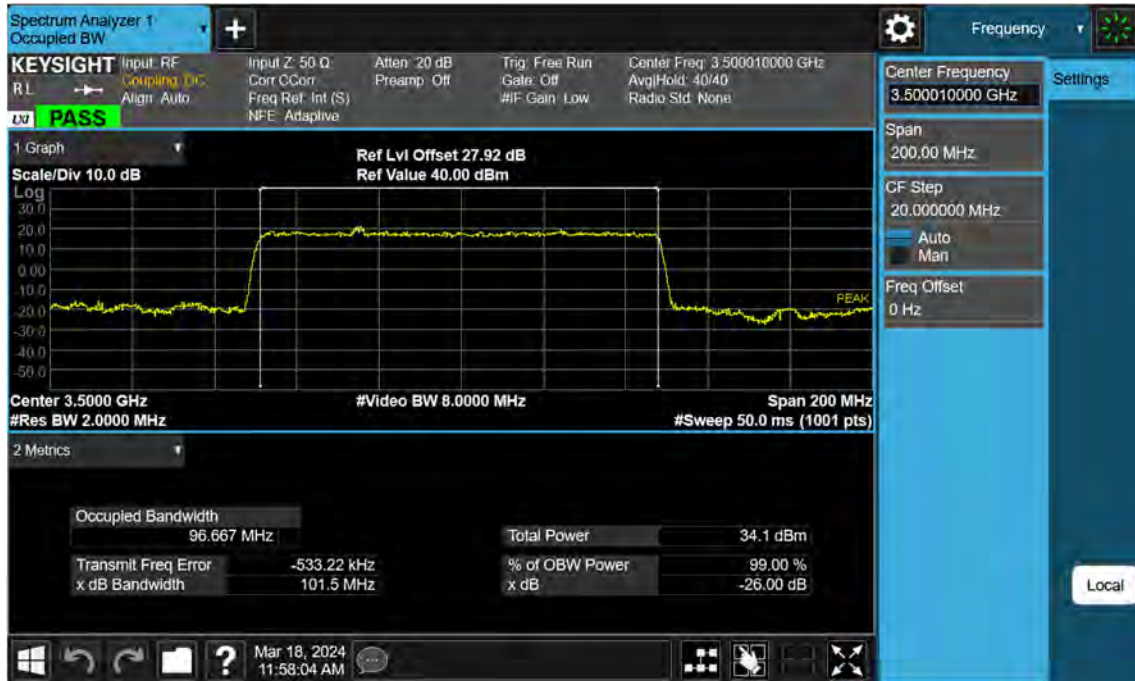 Spectrum Analyzer 1
Occupied BW
+
Frequency
KEYSIGHT
R L
LXI PASS
Input: RF
Coupling: DC
Align: Auto
Input Z: 50 Ω
Corr CCorr
Freq Ref: Int (S)
NFE: Adaptive
Atten: 20 dB
Preamp: Off
Trig: Free Run
Gate: Off
#IF Gain: Low
Center Freq: 3.500010000 GHz
Avg|Hold: 40/40
Radio Std: None
Center Frequency
3.500010000 GHz
Settings
Span
200.00 MHz
CF Step
20.000000 MHz
Auto
Man
Freq Offset
0 Hz
1 Graph
Scale/Div 10.0 dB
Ref Lvl Offset 27.92 dB
Ref Value 40.00 dBm
Log
30.0
20.0
10.0
0.00
-10.0
-20.0
-30.0
-40.0
-50.0
PEAK
Center 3.5000 GHz
#Video BW 8.0000 MHz
Span 200 MHz
#Res BW 2.0000 MHz
#Sweep 50.0 ms (1001 pts)
2 Metrics
Occupied Bandwidth
96.667 MHz
Total Power 34.1 dBm
Transmit Freq Error -533.22 kHz
% of OBW Power 99.00 %
x dB Bandwidth 101.5 MHz
x dB -26.00 dB
Local
?
Mar 18, 2024
11:58:04 AM